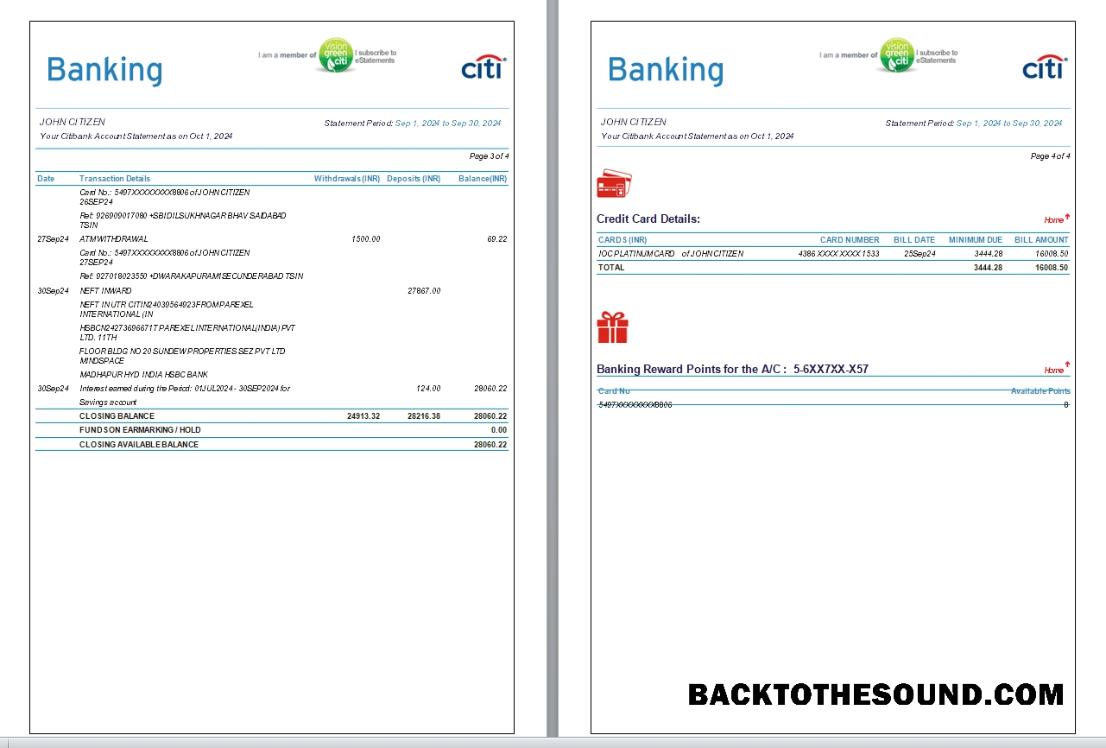 Banking
I am a member of vision green citi I subscribe to eStatements
citi
JOHN CITIZEN
Statement Period: Sep 1, 2024 to Sep 30, 2024
Your Citibank Account Statement as on Oct 1, 2024
Page 3 of 4
Date Transaction Details Withdrawals (INR) Deposits (INR) Balance(INR)
Card No.: 5497XXXXXXXX8806 of JOHN CITIZEN
26SEP24
Ref: 926909017080 +SBI DILSUKHNAGAR BHAV SAIDABAD
TSIN
27Sep24 ATM WITHDRAWAL 1500.00 69.22
Card No.: 5497XXXXXXXX8806 of JOHN CITIZEN
27SEP24
Ref: 927018023550 +DWARAKAPURAM SECUNDERABAD TSIN
30Sep24 NEFT INWARD 27867.00
NEFT IN UTR CITIN24039564923 FROM PAREXEL
INTERNATIONAL (IN
HSBCN24273696671T PAREXEL INTERNATIONAL(INDIA) PVT
LTD. 11TH
FLOOR BLDG NO 20 SUNDEW PROPERTIES SEZ PVT LTD
MINDSPACE
MADHAPUR HYD INDIA HSBC BANK
30Sep24 Interest earned during the Period: 01JUL2024 - 30SEP2024 for 124.00 28060.22
Savings account
CLOSING BALANCE 24913.32 28216.38 28060.22
FUNDS ON EARMARKING / HOLD 0.00
CLOSING AVAILABLE BALANCE 28060.22
Banking
I am a member of vision green citi I subscribe to eStatements
citi
JOHN CITIZEN
Statement Period: Sep 1, 2024 to Sep 30, 2024
Your Citibank Account Statement as on Oct 1, 2024
Page 4 of 4
Credit Card Details:
Home
CARDS (INR) CARD NUMBER BILL DATE MINIMUM DUE BILL AMOUNT
IOC PLATINUM CARD of JOHN CITIZEN 4386 XXXX XXXX 1533 25Sep24 3444.28 16008.50
TOTAL 3444.28 16008.50
Banking Reward Points for the A/C : 5-6XX7XX-X57
Home
Card No Available Points
5497XXXXXXXX8806 8
BACKTOTHESOUND.COM